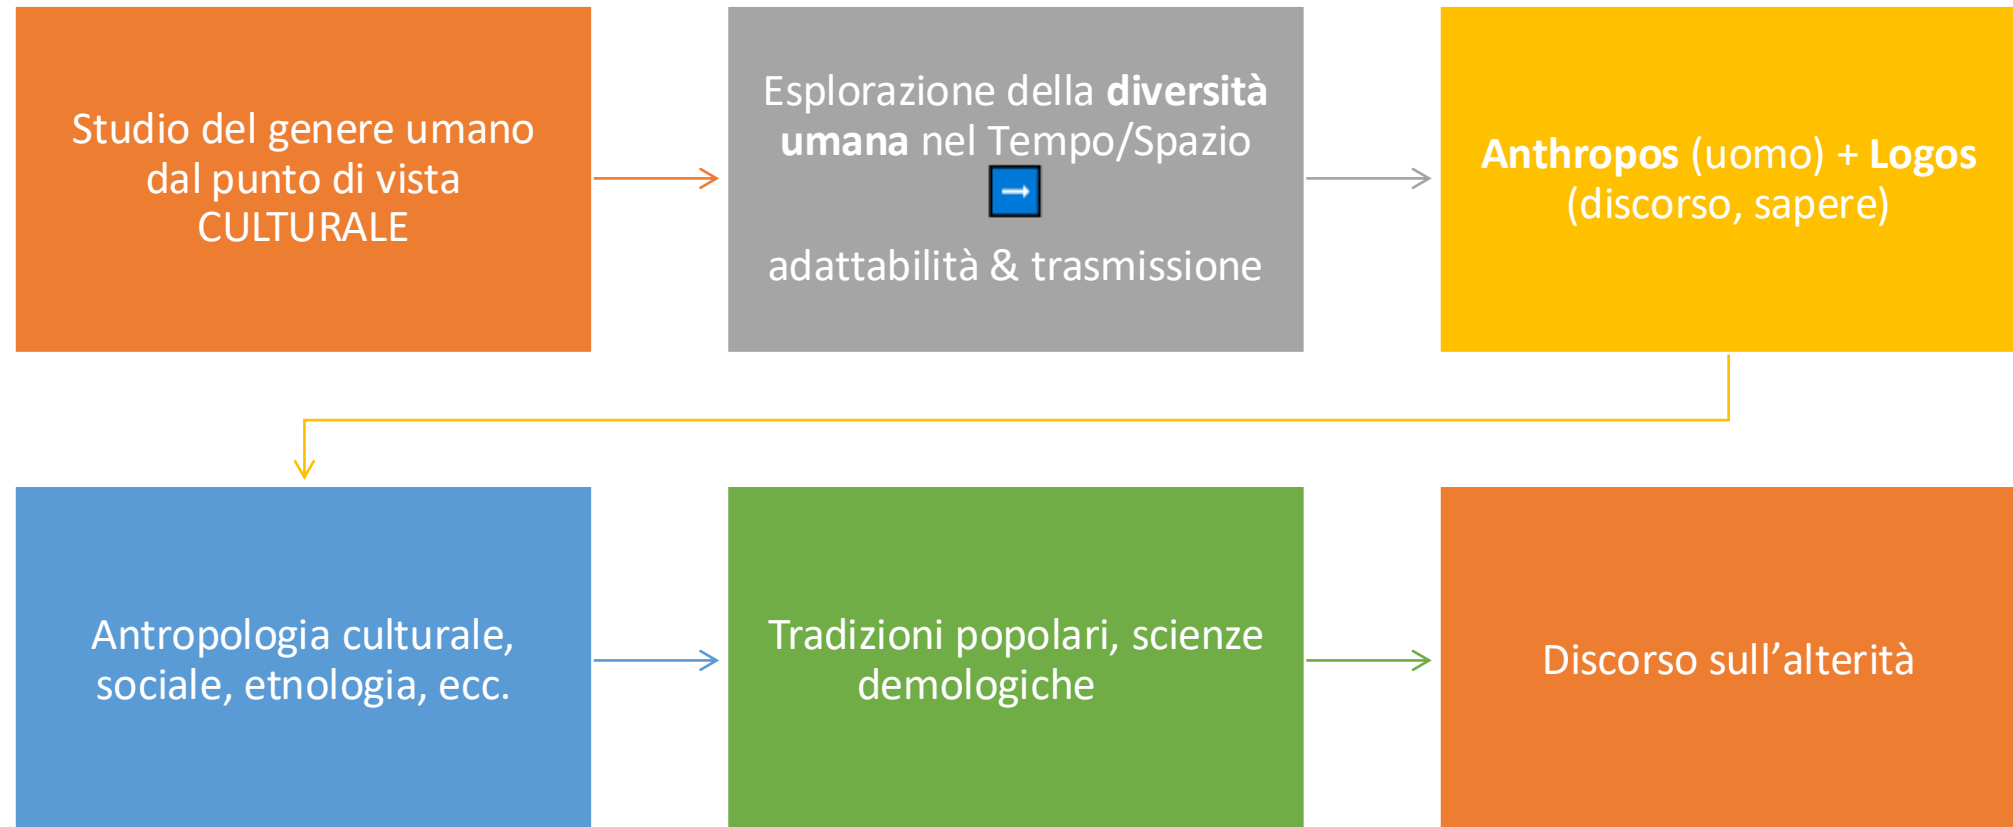 Studio del genere umano
dal punto di vista
CULTURALE
Esplorazione della diversità
umana nel Tempo/Spazio
➡
adattabilità & trasmissione
Anthropos (uomo) + Logos
(discorso, sapere)
Antropologia culturale,
sociale, etnologia, ecc.
Tradizioni popolari, scienze
demologiche
Discorso sull’alterità